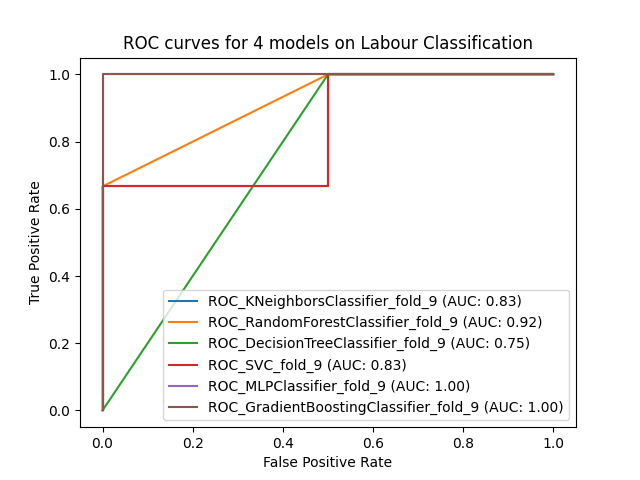 ROC curves for 4 models on Labour Classification
True Positive Rate
1.0
0.8
0.6
0.4
0.2
0.0
ROC_KNeighborsClassifier_fold_9 (AUC: 0.83)
ROC_RandomForestClassifier_fold_9 (AUC: 0.92)
ROC_DecisionTreeClassifier_fold_9 (AUC: 0.75)
ROC_SVC_fold_9 (AUC: 0.83)
ROC_MLPClassifier_fold_9 (AUC: 1.00)
ROC_GradientBoostingClassifier_fold_9 (AUC: 1.00)
0.0 0.2 0.4 0.6 0.8 1.0
False Positive Rate